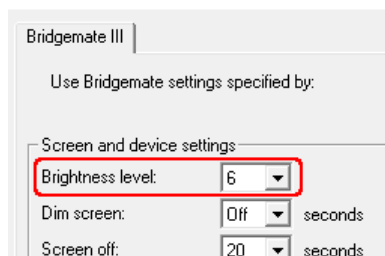 Bridgemate III
Use Bridgemate settings specified by:
Screen and device settings
Brightness level: 6
Dim screen: Off seconds
Screen off: 20 seconds